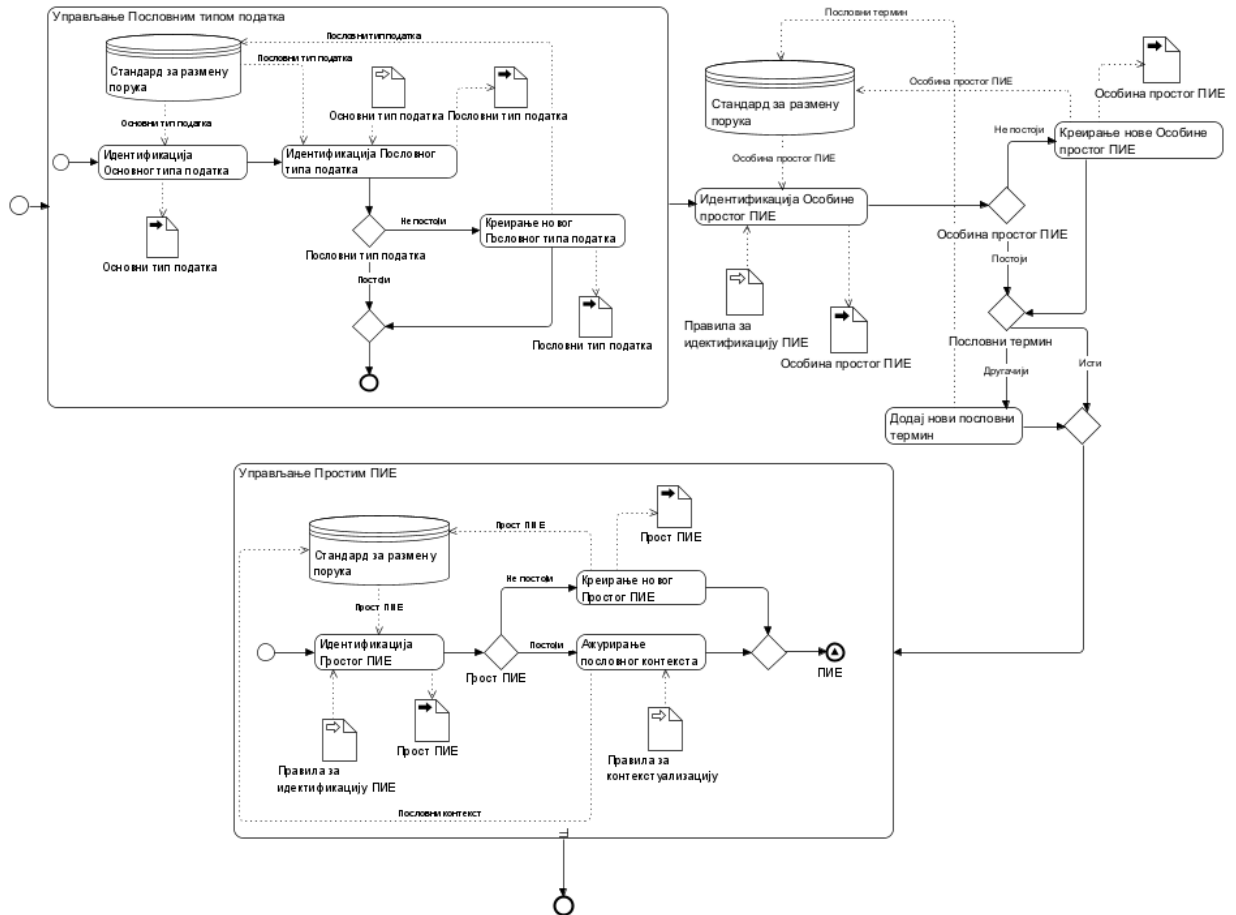 Управљање Пословним типом податка
Пословни тип податка
Стандард за размену
порука
Пословни тип податка
Основни тип податка
Пословни тип податка
Основни тип податка
Идентификација
Основног типа податка
Идентификација Пословног
типа податка
Основни тип податка
Не постоји
Креирање новог
Пословног типа податка
Пословни тип податка
Постоји
Пословни тип податка
Пословни термин
Стандард за размену
порука
Особина простог ПИЕ
Особина простог ПИЕ
Не постоји
Креирање нове Особине
простог ПИЕ
Особина простог ПИЕ
Идентификација Особине
простог ПИЕ
Особина простог ПИЕ
Постоји
Правила за
идектификацију ПИЕ
Особина простог ПИЕ
Пословни термин
Другачији
Исти
Додај нови пословни
термин
Управљање Простим ПИЕ
Прост ПИЕ
Прост ПИЕ
Стандард за размену
порука
Не постоји
Креирање новог
Простог ПИЕ
Прост ПИЕ
Идентификација
Простог ПИЕ
Постоји
Ажурирање
пословног контекста
Прост ПИЕ
ПИЕ
Прост ПИЕ
Правила за
идектификацију ПИЕ
Правила за
контекстуализацију
Пословни контекст